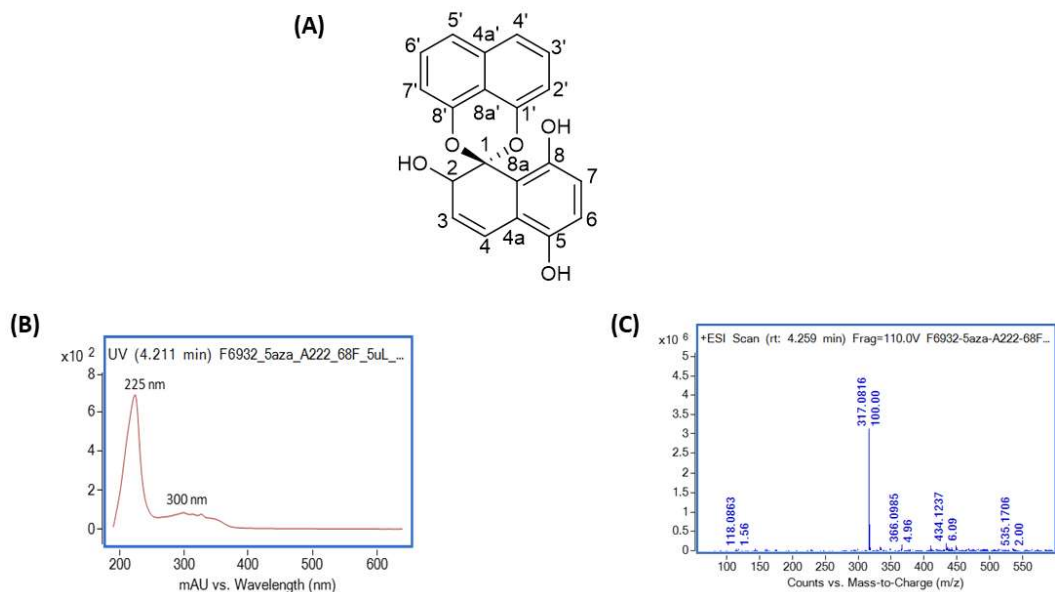 (A)
5'
4'
4a'
6'
3'
7'
2'
8a'
8'
1'
OH
O
1
O
8
HO
2
8a
7
3
6
4a
4
5
OH
(B)
UV (4.211 min) F6932_5aza_A222_68F_5uL_...
x10 2
8
6
4
2
0
225 nm
300 nm
200
300
400
500
600
mAU vs. Wavelength (nm)
(C)
+ESI Scan (rt: 4.259 min) Frag=110.0V F6932-5aza-A222-68F...
x10 6
5
4.5
4
3.5
3
2.5
2
1.5
1
0.5
0
118.0863
1.56
317.0816
100.00
366.0985
4.96
434.1237
6.09
535.1706
2.00
100
150
200
250
300
350
400
450
500
550
Counts vs. Mass-to-Charge (m/z)